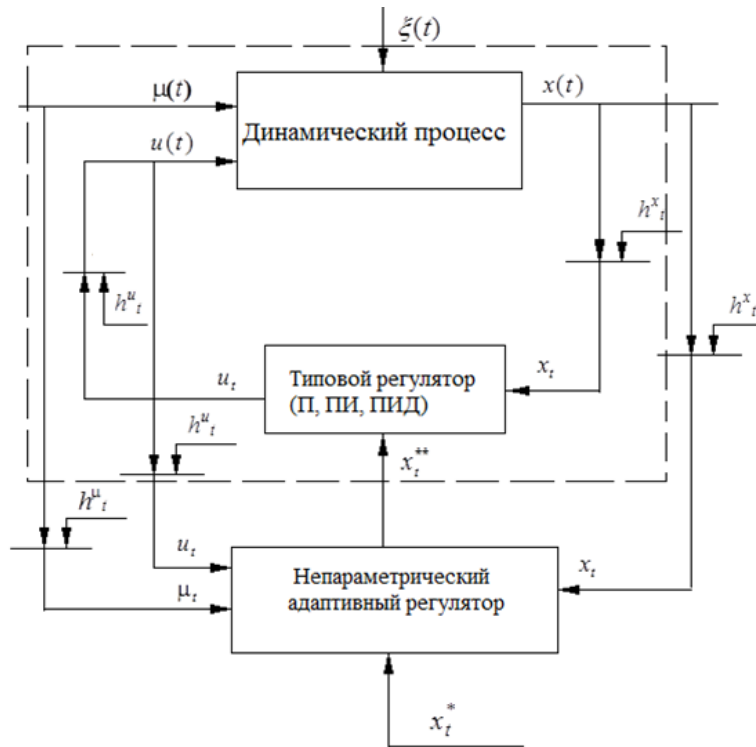 ξ(t)
μ(t)
x(t)
Динамический процесс
u(t)
h^x_t
h^u_t
h^x_t
u_t
Типовой регулятор
(П, ПИ, ПИД)
x_t
h^u_t
x_t^**
h^μ_t
u_t
Непараметрический
адаптивный регулятор
x_t
μ_t
x_t^*